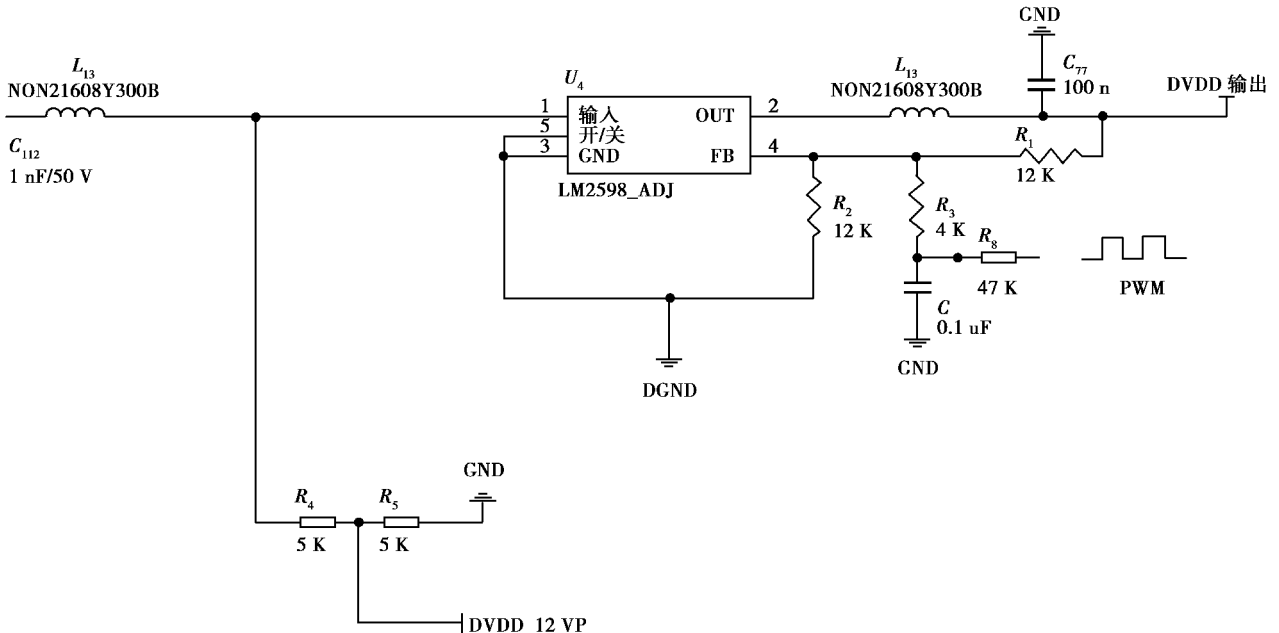 GND
L13
NON21608Y300B
U4
L13
NON21608Y300B
C77
100 n
DVDD 输出
1
输入
OUT
2
5
开/关
3
GND
FB
4
C112
1 nF/50 V
LM2598_ADJ
R1
12 K
R2
12 K
R3
4 K
R8
47 K
PWM
C
0.1 uF
GND
DGND
GND
R4
R5
5 K
5 K
DVDD 12 VP